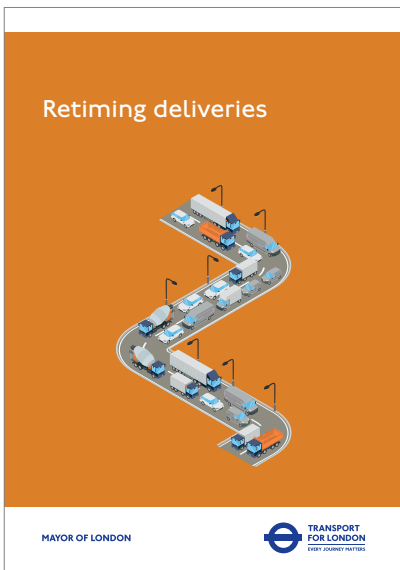 Retiming deliveries
MAYOR OF LONDON
TRANSPORT
FOR LONDON
EVERY JOURNEY MATTERS